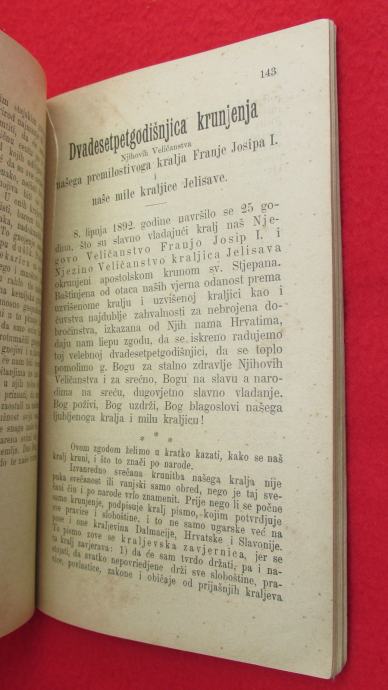 143
Dvadesetpetgodišnjica krunjenja
Njihovih Veličanstva
našega premilostivoga kralja Franje Josipa I.
i
naše mile kraljice Jelisave.
8. lipnja 1892. godine navršilo se 25 go-
dina, što su slavno vladajući kralj naš Nje-
govo Veličanstvo Franjo Josip I. i
Njezino Veličanstvo kraljica Jelisava
okrunjeni apostolskom krunom sv. Stjepana.
Baštinjena od otaca naših vjerna odanost prema
uzvišenome kralju i uzvišenoj kraljici kao i
čuvstva najdublje zahvalnosti za nebrojena do-
bročinstva, izkazana od Njih nama Hrvatima,
daju nam liepu zgodu, da se iskreno radujemo
toj velebnoj dvadesetpetgodišnjici, da se toplo
pomolimo g. Bogu za stalno zdravlje Njihovih
Veličanstva i za srećno, Bogu na slavu a naro-
dima na sreću, dugovjetno slavno vladanje.
Bog poživi, Bog uzdrži, Bog blagoslovi našega
ljubljenoga kralja i milu kraljicu!
* * *
Ovom zgodom želimo u kratko kazati, kako se naš
kralj kruni, i što to znači po narode.
Izvanredno svečana krunitba našega kralja nije
puka svečanost ili vanjski samo obred, nego je taj sve-
čani čin i po narode vrlo znamenit. Prije nego li se počne
samo krunjenje, podpisuje kralj pismo, kojim potvrdjuje
sve pravice i sloboštine, i to ne samo ugarske već na
pose i one kraljevina Dalmacije, Hrvatske i Slavonije.
To pismo zove se kraljevska zavjernica, jer se
tu kralj zavjerava: 1) da će sam tvrdo držati, pa i na-
stojati, da svatko nepovriedjene drži sve sloboštine, pra-
vice, povlastice, zakone i običaje od prijašnjih kraljeva